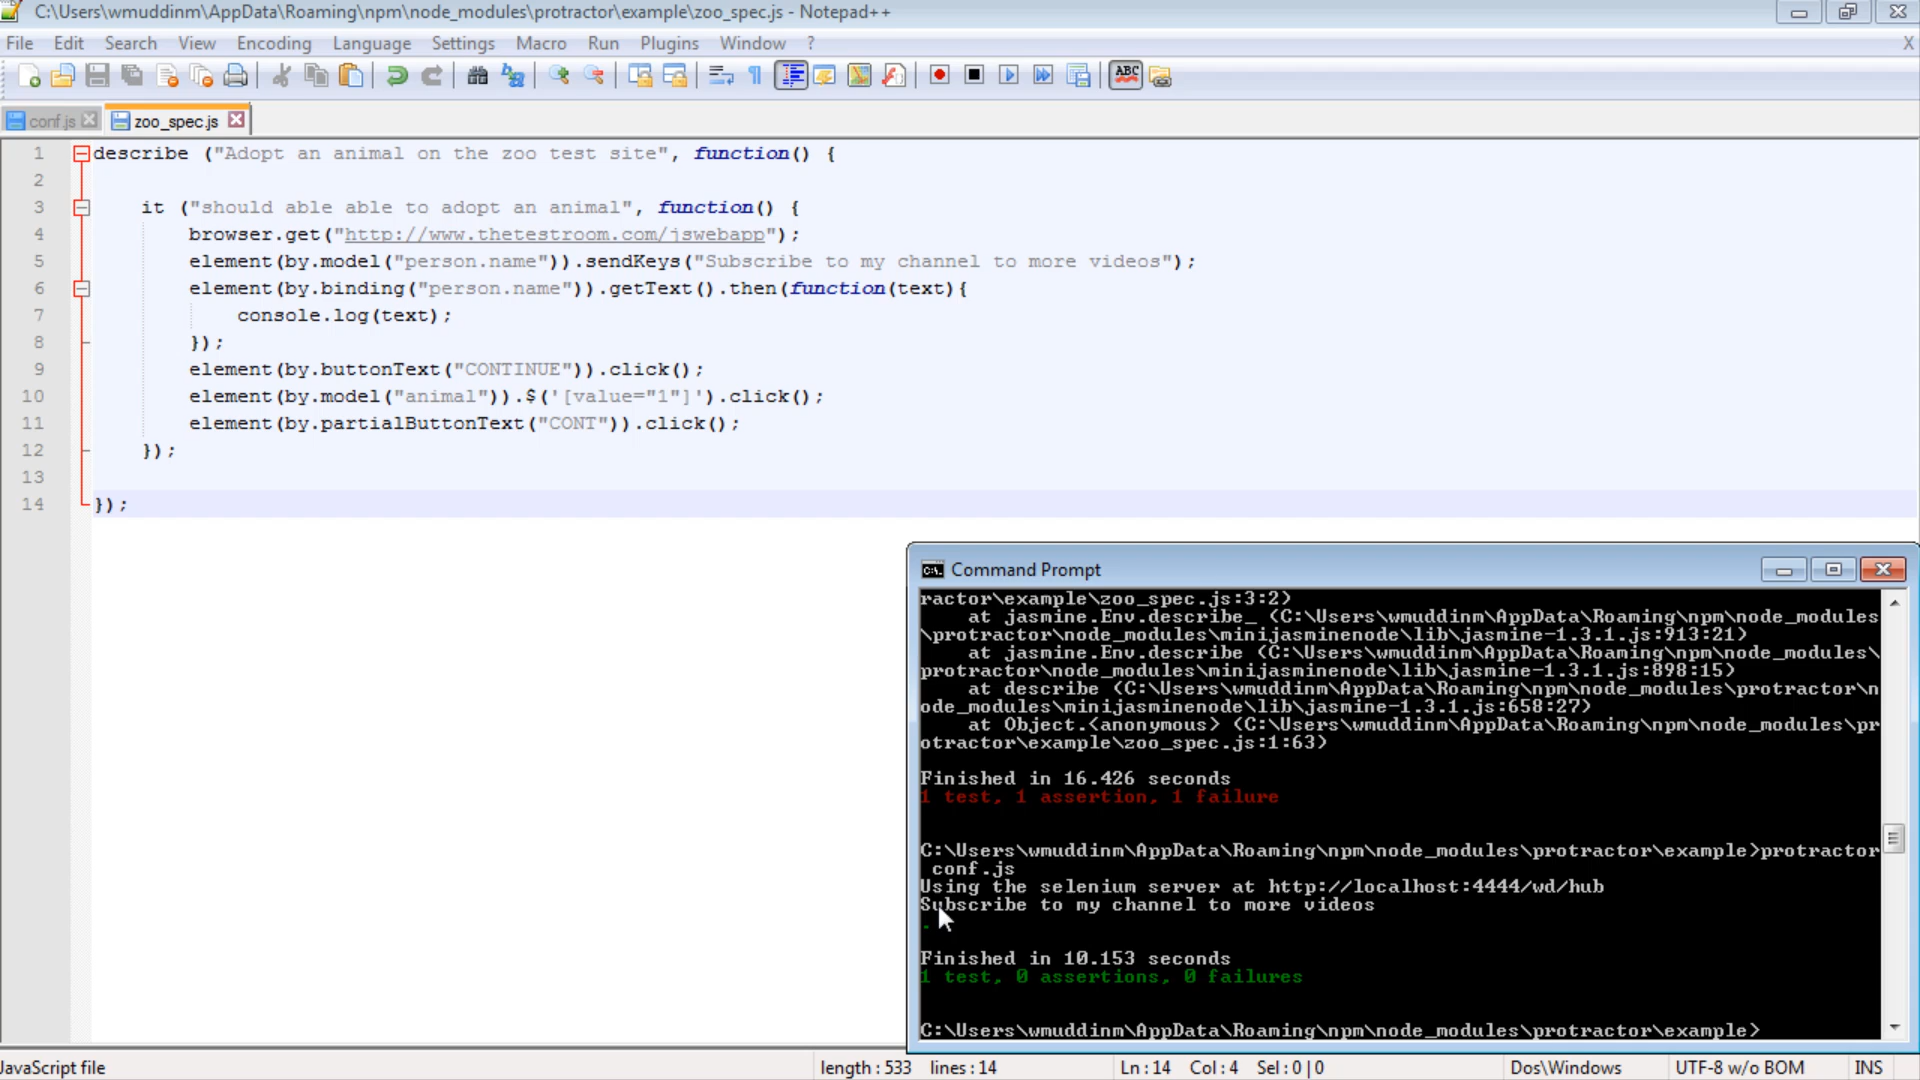 C:\Users\wmuddinm\AppData\Roaming\npm\node_modules\protractor\example\zoo_spec.js - Notepad++
File Edit Search View Encoding Language Settings Macro Run Plugins Window ? X
ABC
conf.js zoo_spec.js
1 describe ("Adopt an animal on the zoo test site", function() {
2
3 it ("should able able to adopt an animal", function() {
4 browser.get("http://www.thetestroom.com/jswebapp");
5 element(by.model("person.name")).sendKeys("Subscribe to my channel to more videos");
6 element(by.binding("person.name")).getText().then(function(text){
7 console.log(text);
8 });
9 element(by.buttonText("CONTINUE")).click();
10 element(by.model("animal")).$('[value="1"]').click();
11 element(by.partialButtonText("CONT")).click();
12 });
13
14 });
Command Prompt
ractor\example\zoo_spec.js:3:2)
at jasmine.Env.describe_ (C:\Users\wmuddinm\AppData\Roaming\npm\node_modules
\protractor\node_modules\minijasminenode\lib\jasmine-1.3.1.js:913:21)
at jasmine.Env.describe (C:\Users\wmuddinm\AppData\Roaming\npm\node_modules\
protractor\node_modules\minijasminenode\lib\jasmine-1.3.1.js:898:15)
at describe (C:\Users\wmuddinm\AppData\Roaming\npm\node_modules\protractor\n
ode_modules\minijasminenode\lib\jasmine-1.3.1.js:658:27)
at Object.<anonymous> (C:\Users\wmuddinm\AppData\Roaming\npm\node_modules\pr
otractor\example\zoo_spec.js:1:63)
Finished in 16.426 seconds
1 test, 1 assertion, 1 failure
C:\Users\wmuddinm\AppData\Roaming\npm\node_modules\protractor\example>protractor
conf.js
Using the selenium server at http://localhost:4444/wd/hub
Subscribe to my channel to more videos
.
Finished in 10.153 seconds
1 test, 0 assertions, 0 failures
C:\Users\wmuddinm\AppData\Roaming\npm\node_modules\protractor\example>
JavaScript file length : 533 lines : 14 Ln : 14 Col : 4 Sel : 0 | 0 Dos\Windows UTF-8 w/o BOM INS